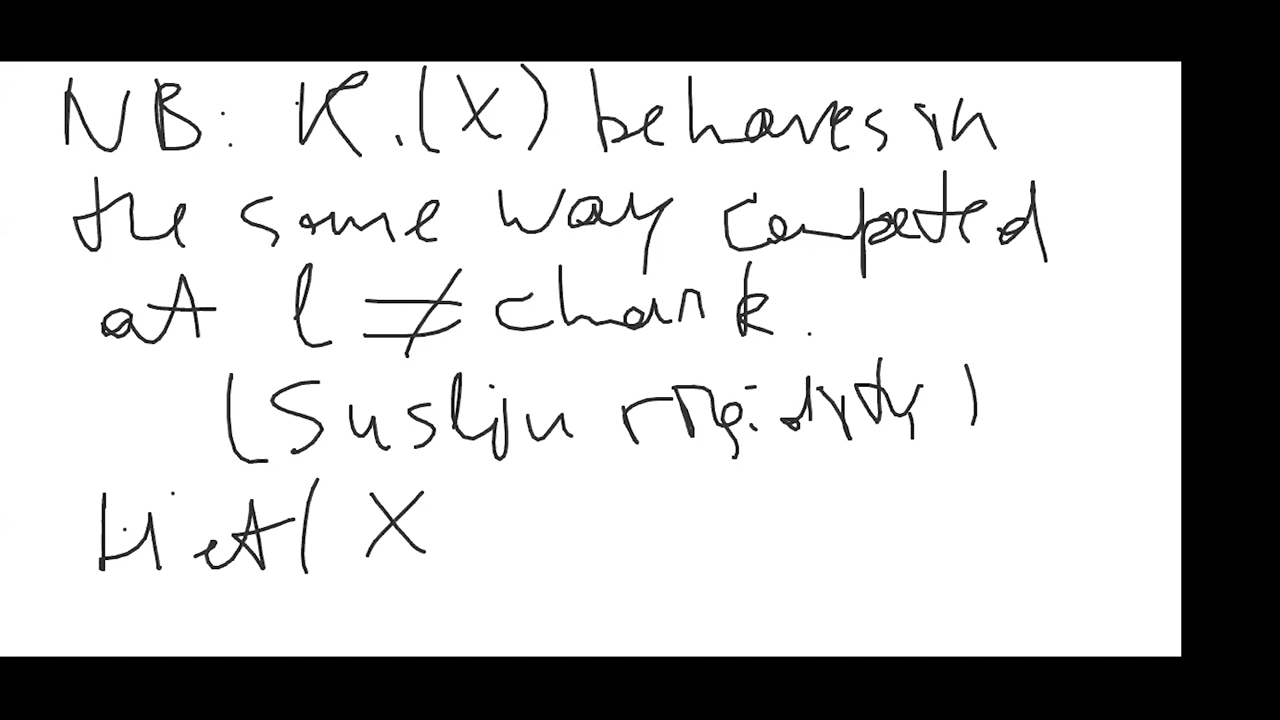 NB: K.(X) behaves in
the same way completed
at l ≠ char k.
(Suslin rigidity)
H et( X